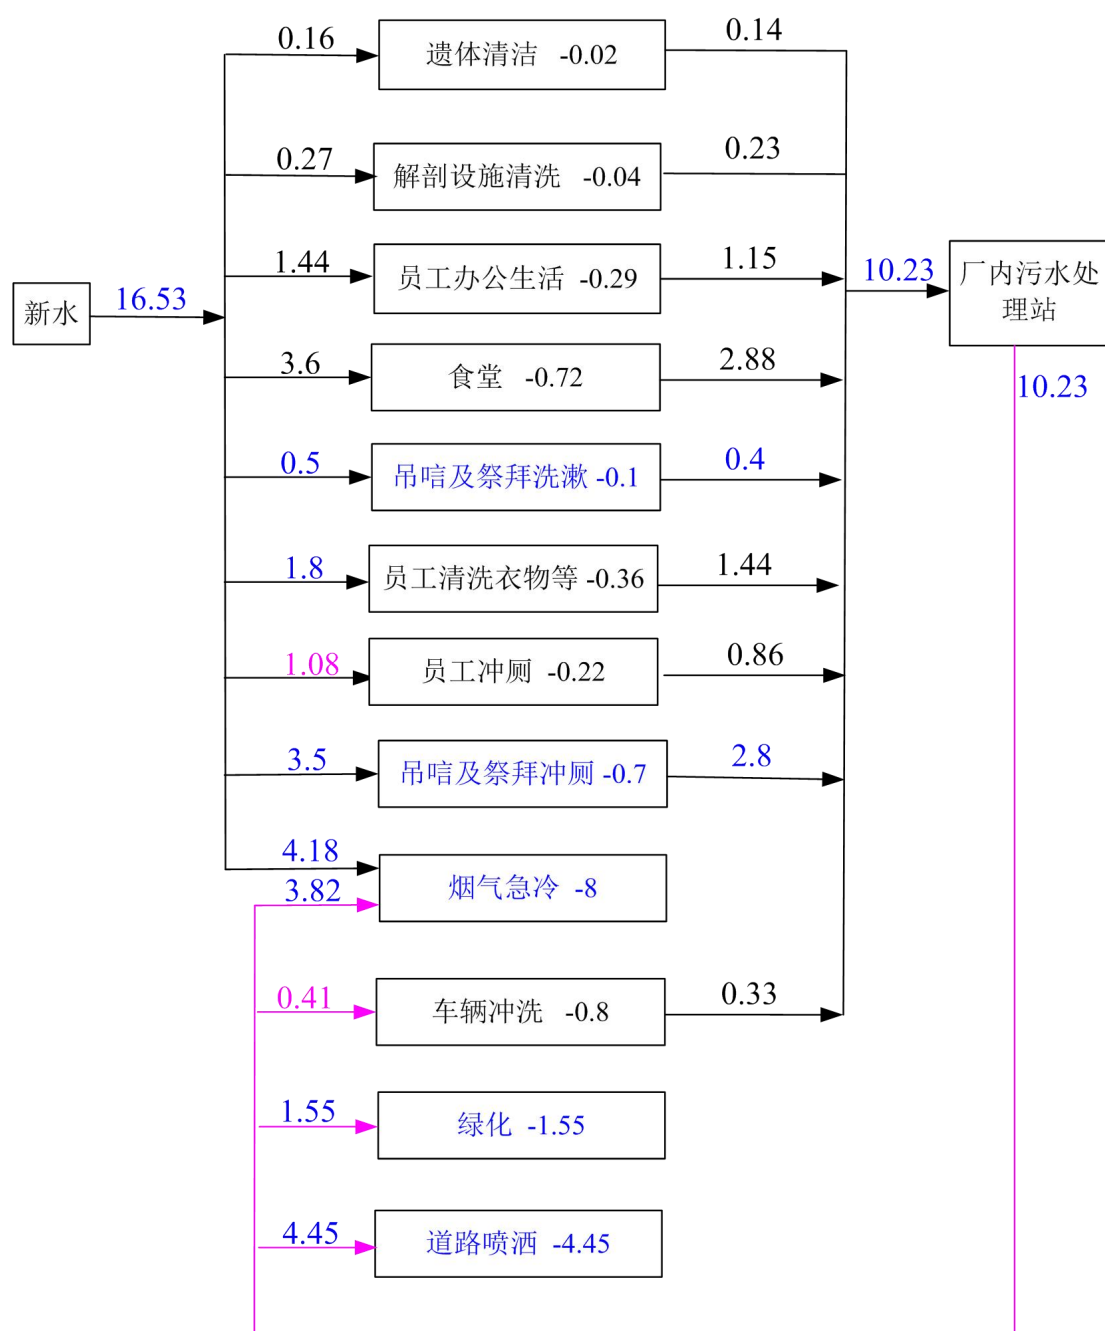 0.16
遗体清洁 -0.02
0.14
0.27
解剖设施清洗 -0.04
0.23
1.44
员工办公生活 -0.29
1.15
新水
16.53
10.23
厂内污水处
理站
10.23
3.6
食堂 -0.72
2.88
0.5
吊唁及祭拜洗漱 -0.1
0.4
1.8
员工清洗衣物等 -0.36
1.44
1.08
员工冲厕 -0.22
0.86
3.5
吊唁及祭拜冲厕 -0.7
2.8
4.18
3.82
烟气急冷 -8
0.41
车辆冲洗 -0.8
0.33
1.55
绿化 -1.55
4.45
道路喷洒 -4.45